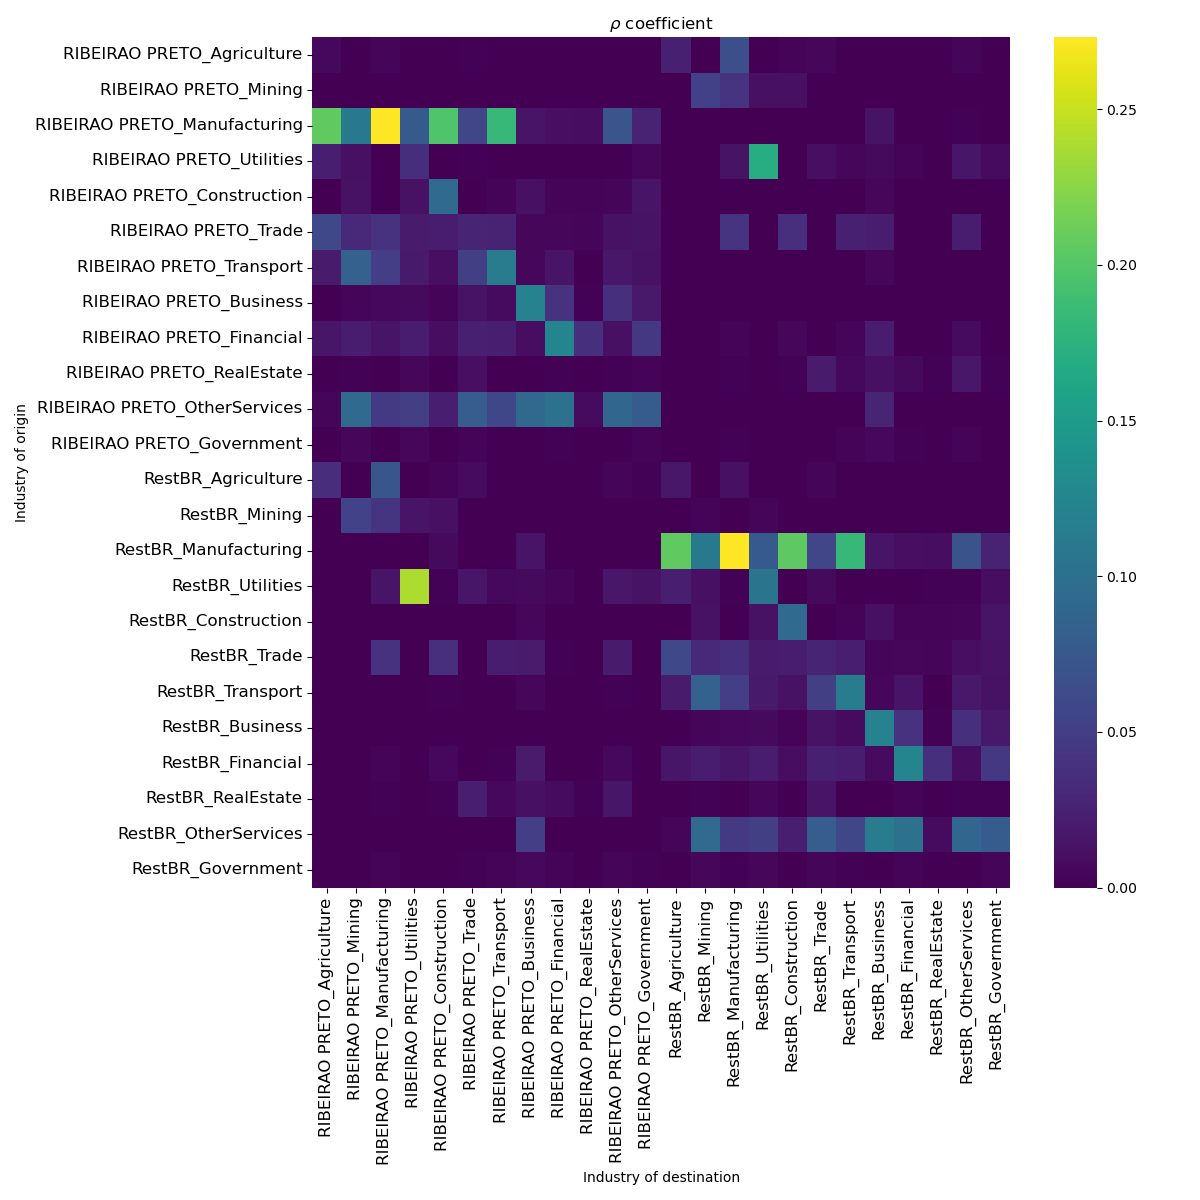 ρ coefficient
RIBEIRAO PRETO_Agriculture
RIBEIRAO PRETO_Mining
RIBEIRAO PRETO_Manufacturing
RIBEIRAO PRETO_Utilities
RIBEIRAO PRETO_Construction
RIBEIRAO PRETO_Trade
RIBEIRAO PRETO_Transport
RIBEIRAO PRETO_Business
RIBEIRAO PRETO_Financial
RIBEIRAO PRETO_RealEstate
RIBEIRAO PRETO_OtherServices
RIBEIRAO PRETO_Government
RestBR_Agriculture
RestBR_Mining
RestBR_Manufacturing
RestBR_Utilities
RestBR_Construction
RestBR_Trade
RestBR_Transport
RestBR_Business
RestBR_Financial
RestBR_RealEstate
RestBR_OtherServices
RestBR_Government
Industry of origin
RIBEIRAO PRETO_Agriculture
RIBEIRAO PRETO_Mining
RIBEIRAO PRETO_Manufacturing
RIBEIRAO PRETO_Utilities
RIBEIRAO PRETO_Construction
RIBEIRAO PRETO_Trade
RIBEIRAO PRETO_Transport
RIBEIRAO PRETO_Business
RIBEIRAO PRETO_Financial
RIBEIRAO PRETO_RealEstate
RIBEIRAO PRETO_OtherServices
RIBEIRAO PRETO_Government
RestBR_Agriculture
RestBR_Mining
RestBR_Manufacturing
RestBR_Utilities
RestBR_Construction
RestBR_Trade
RestBR_Transport
RestBR_Business
RestBR_Financial
RestBR_RealEstate
RestBR_OtherServices
RestBR_Government
Industry of destination
0.25
0.20
0.15
0.10
0.05
0.00